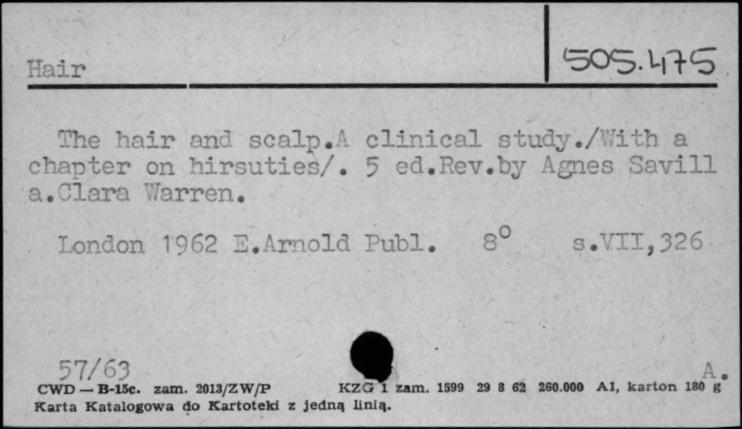 Hair
505.475
The hair and scalp.A clinical study./With a
chapter on hirsuties/. 5 ed.Rev.by Agnes Savill
a.Clara Warren.
London 1962 E.Arnold Publ. 8° s.VII,326
57/63 A.
CWD — B-15c. zam. 2013/ZW/P KZG 1 zam. 1599 29 8 62 260.000 A1, karton 180 g
Karta Katalogowa do Kartoteki z jedną linią.